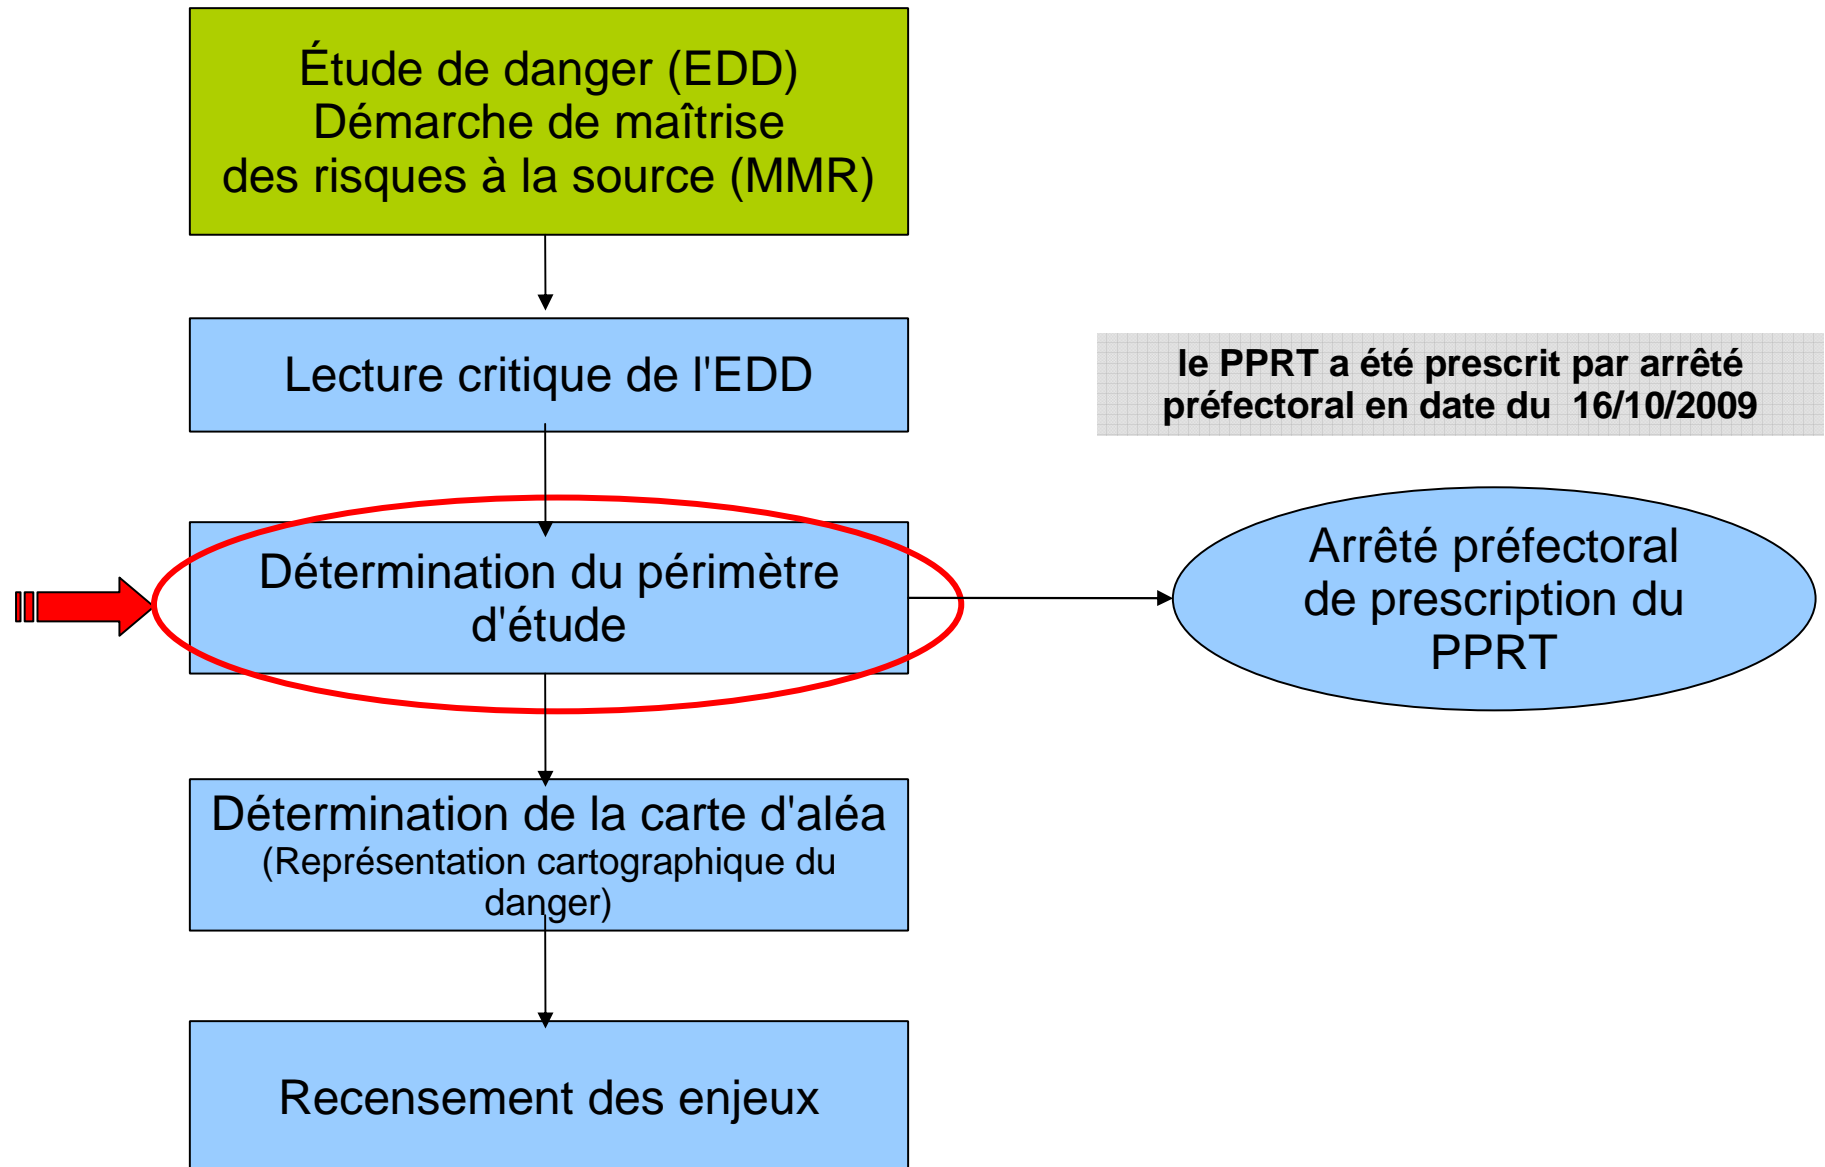 Étude de danger (EDD)
Démarche de maîtrise
des risques à la source (MMR)
Lecture critique de l'EDD
le PPRT a été prescrit par arrêté
préfectoral en date du  16/10/2009
Détermination du périmètre
d'étude
Arrêté préfectoral
de prescription du
PPRT
Détermination de la carte d'aléa
(Représentation cartographique du
danger)
Recensement des enjeux